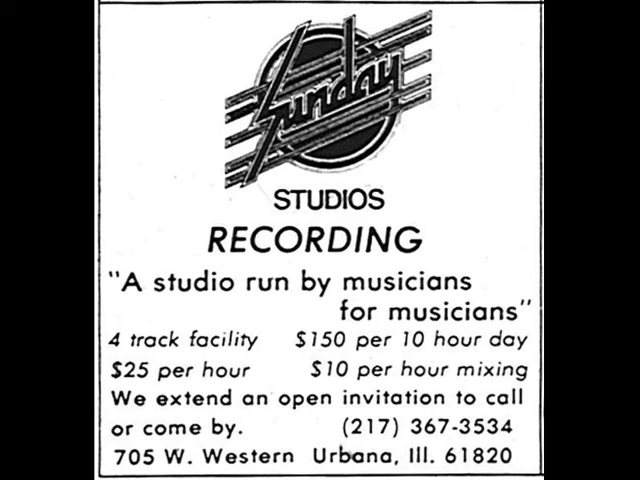 Sunday
STUDIOS
RECORDING
"A studio run by musicians
for musicians"
4 track facility $150 per 10 hour day
$25 per hour $10 per hour mixing
We extend an open invitation to call
or come by. (217) 367-3534
705 W. Western Urbana, Ill. 61820